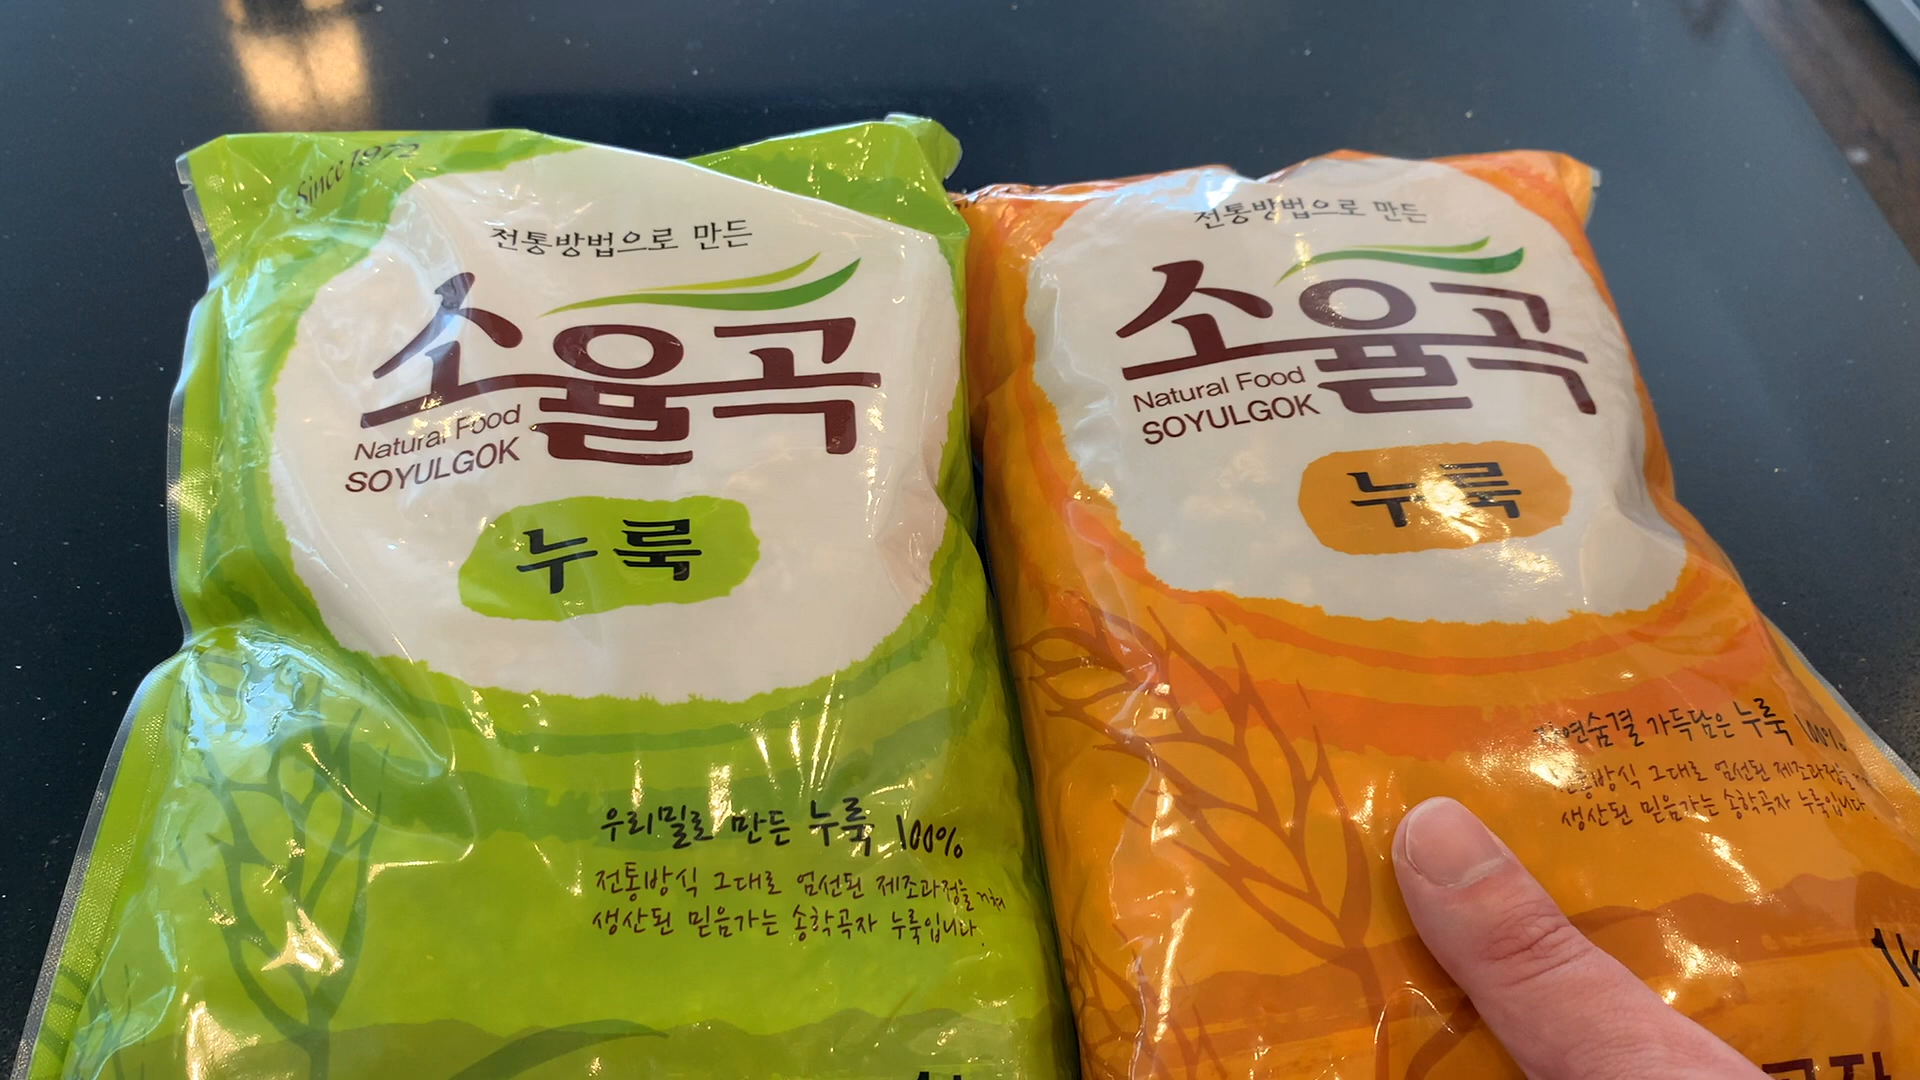 Since 1972
전통방법으로 만든
소율곡
Natural Food
SOYULGOK
누룩
우리밀로 만든 누룩 100%
전통방식 그대로 엄선된 제조과정을 거쳐
생산된 믿음가는 송학곡자 누룩입니다.
전통방법으로 만든
소율곡
Natural Food
SOYULGOK
누룩
자연숨결 가득담은 누룩 100%
전통방식 그대로 엄선된 제조과정을
생산된 믿음가는 송학곡자 누룩입니다.